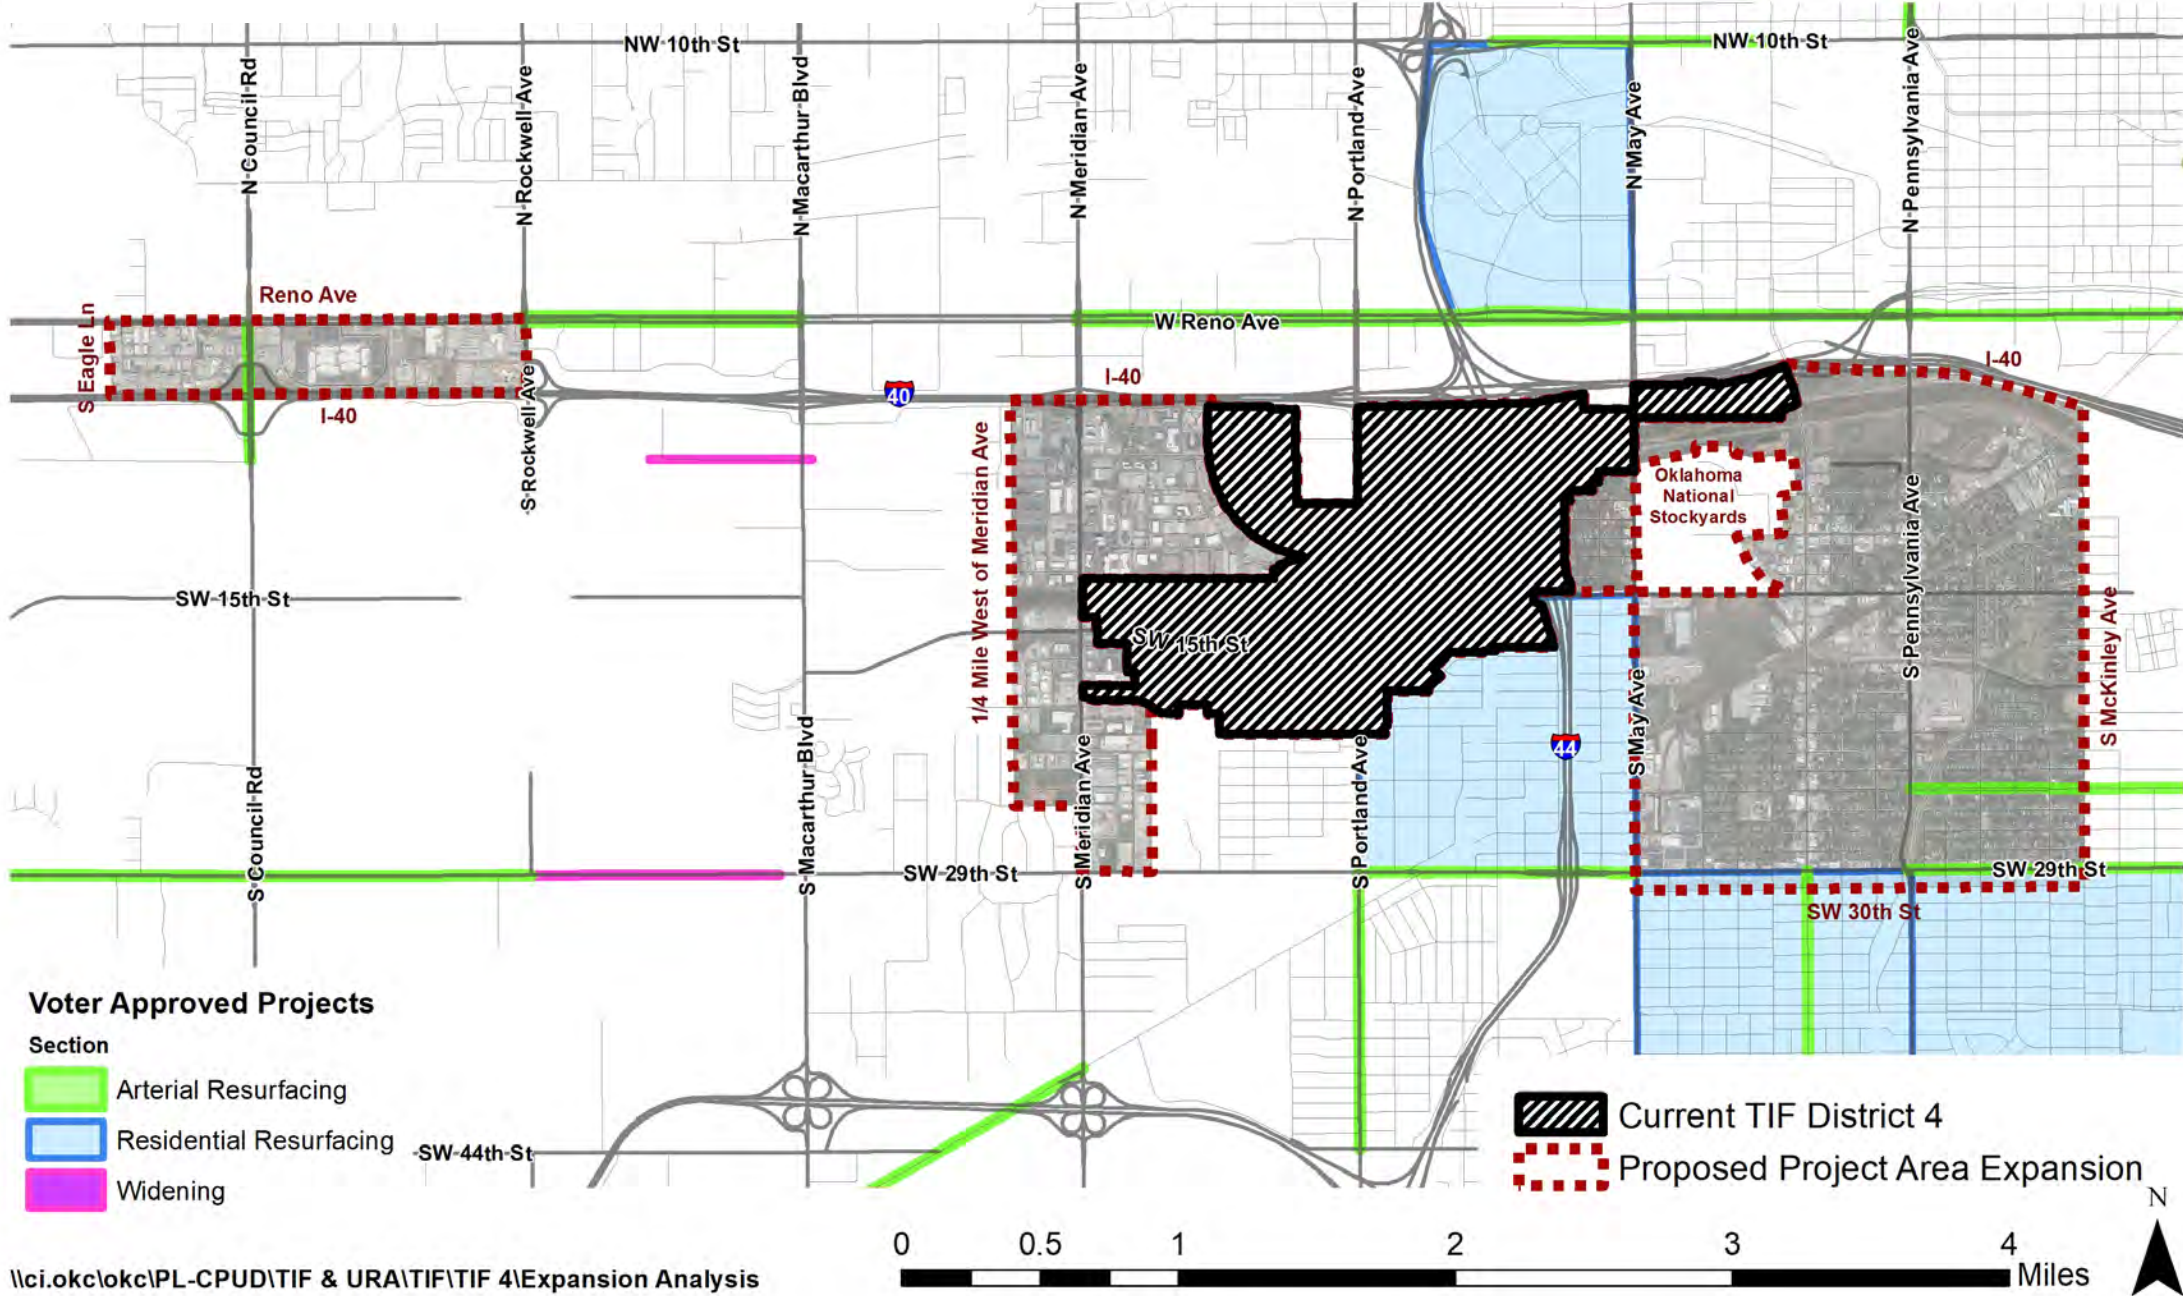 NW 10th St
NW 10th St
N Council Rd
N Rockwell Ave
N Macarthur Blvd
N Meridian Ave
N Portland Ave
N May Ave
N Pennsylvania Ave
S Eagle Ln
Reno Ave
W Reno Ave
I-40
I-40
I-40
40
S Rockwell Ave
1/4 Mile West of Meridian Ave
Oklahoma
National
Stockyards
SW 15th St
SW 15th St
S Pennsylvania Ave
S McKinley Ave
S May Ave
44
S Council Rd
S Macarthur Blvd
S Meridian Ave
S Portland Ave
SW 29th St
SW 29th St
SW 30th St
SW 44th St
Voter Approved Projects
Section
Arterial Resurfacing
Residential Resurfacing
Widening
Current TIF District 4
Proposed Project Area Expansion
N
0 0.5 1 2 3 4
Miles
\\ci.okc\okc\PL-CPUD\TIF & URA\TIF\TIF 4\Expansion Analysis